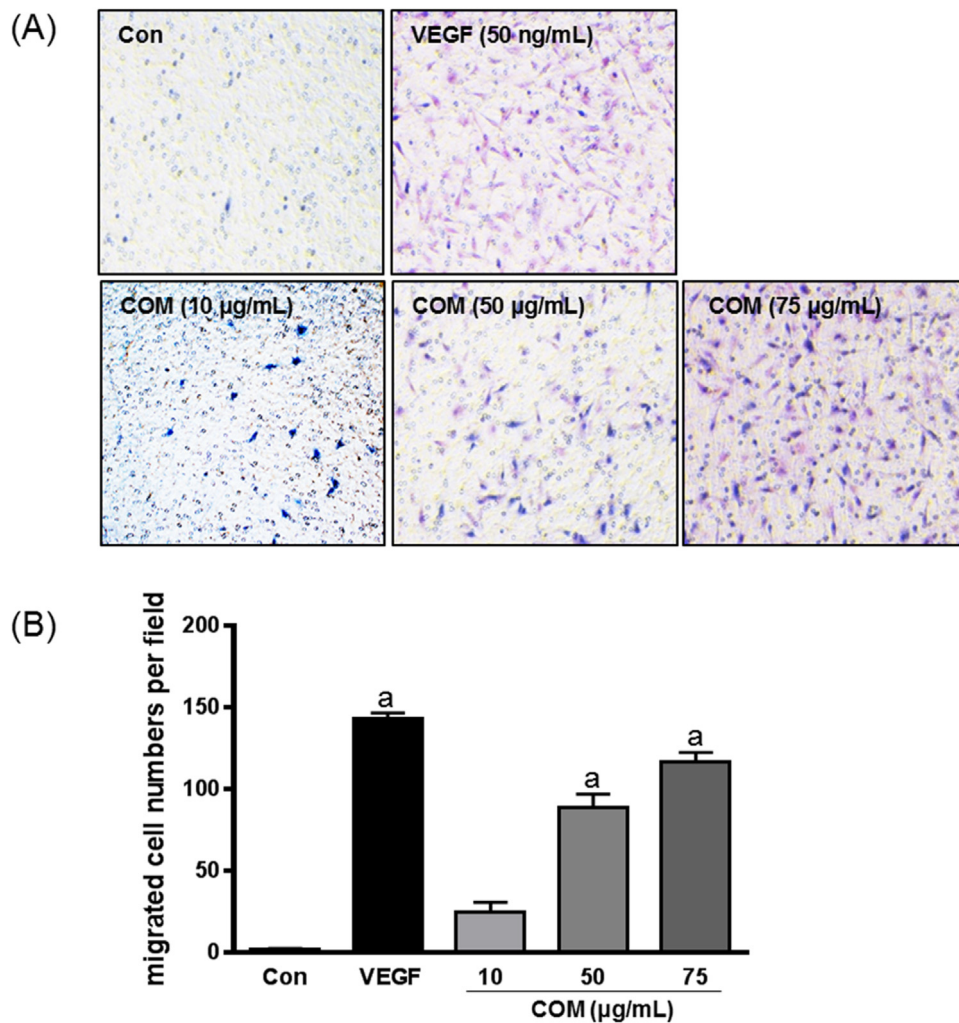 (A)
Con
VEGF (50 ng/mL)
COM (10 µg/mL)
COM (50 µg/mL)
COM (75 µg/mL)
(B)
migrated cell numbers per field
200
150
100
50
0
a
a
a
Con
VEGF
10
50
75
COM (µg/mL)